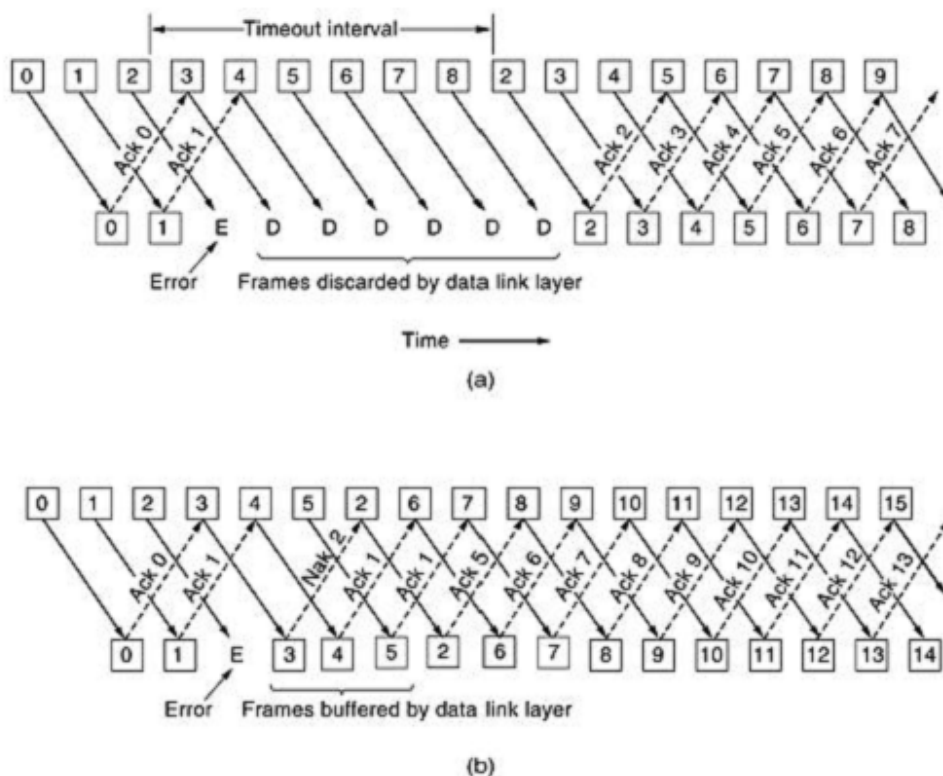 Timeout interval
0 1 2 3 4 5 6 7 8 2 3 4 5 6 7 8 9
Ack 0 Ack 1 Ack 2 Ack 3 Ack 4 Ack 5 Ack 6 Ack 7
0 1 E D D D D D D 2 3 4 5 6 7 8
Error Frames discarded by data link layer
Time
(a)
0 1 2 3 4 5 2 6 7 8 9 10 11 12 13 14 15
Ack 0 Ack 1 Nak 2 Ack 1 Ack 1 Ack 5 Ack 6 Ack 7 Ack 8 Ack 9 Ack 10 Ack 11 Ack 12 Ack 13
0 1 E 3 4 5 2 6 7 8 9 10 11 12 13 14
Error Frames buffered by data link layer
(b)